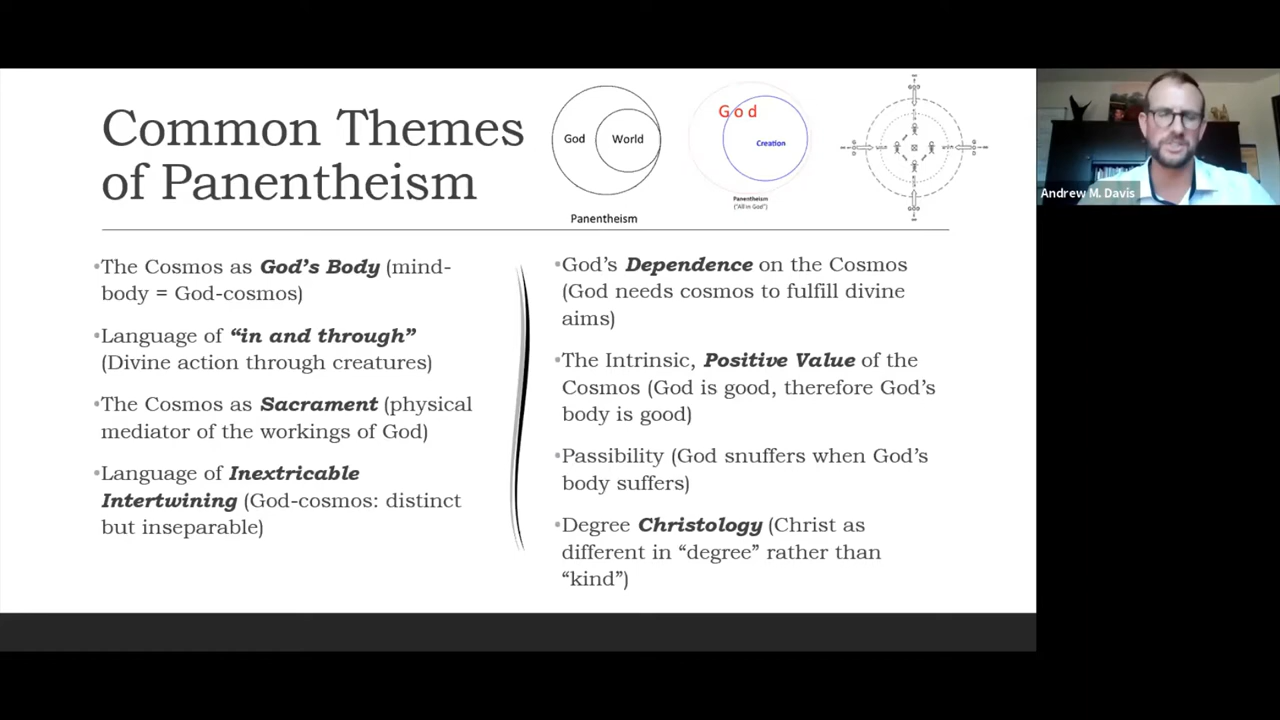 Common Themes
of Panentheism
God
World
Panentheism
God
Creation
Panentheism
("All in God")
Andrew M. Davis
•The Cosmos as God's Body (mind-
body = God-cosmos)
•Language of “in and through”
(Divine action through creatures)
•The Cosmos as Sacrament (physical
mediator of the workings of God)
•Language of Inextricable
Intertwining (God-cosmos: distinct
but inseparable)
•God’s Dependence on the Cosmos
(God needs cosmos to fulfill divine
aims)
•The Intrinsic, Positive Value of the
Cosmos (God is good, therefore God’s
body is good)
•Passibility (God snuffers when God’s
body suffers)
•Degree Christology (Christ as
different in “degree” rather than
“kind”)